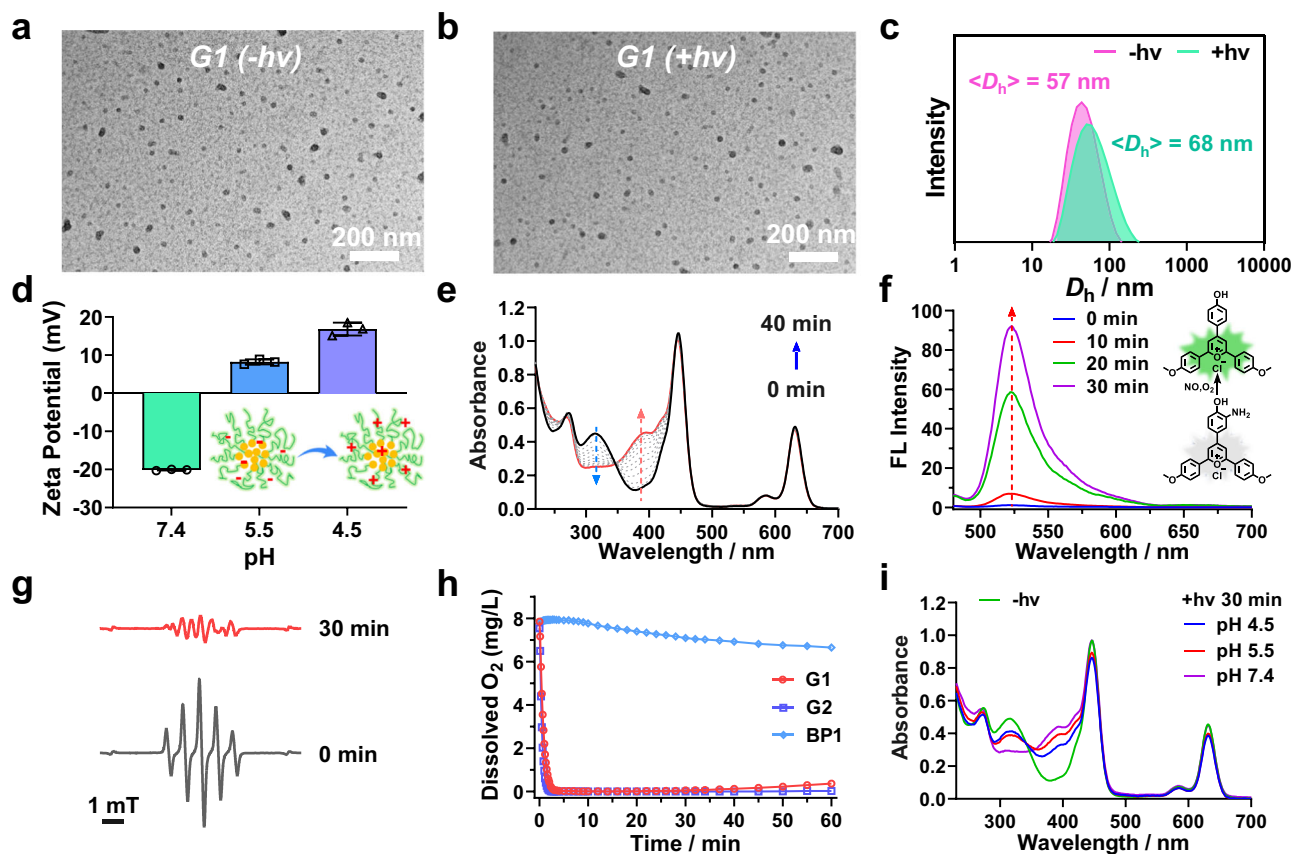 a
G1 (-hv)
200 nm
b
G1 (+hv)
200 nm
c
-hv
+hv
<Dh> = 57 nm
<Dh> = 68 nm
Intensity
1
10
100
1000
10000
Dh / nm
d
Zeta Potential (mV)
20
10
0
-10
-20
-30
7.4
5.5
4.5
pH
e
Absorbance
1.2
1.0
0.8
0.6
0.4
0.2
0.0
40 min
0 min
300
400
500
600
700
Wavelength / nm
f
FL Intensity
100
80
60
40
20
0
0 min
10 min
20 min
30 min
OH
O+
Cl−
O
O
NO,O2
OH
NH2
O+
Cl−
O
O
500
550
600
650
700
Wavelength / nm
g
30 min
0 min
1 mT
h
Dissolved O2 (mg/L)
10
8
6
4
2
0
G1
G2
BP1
0
10
20
30
40
50
60
Time / min
i
-hv
+hv 30 min
pH 4.5
pH 5.5
pH 7.4
Absorbance
1.2
1.0
0.8
0.6
0.4
0.2
0.0
300
400
500
600
700
Wavelength / nm